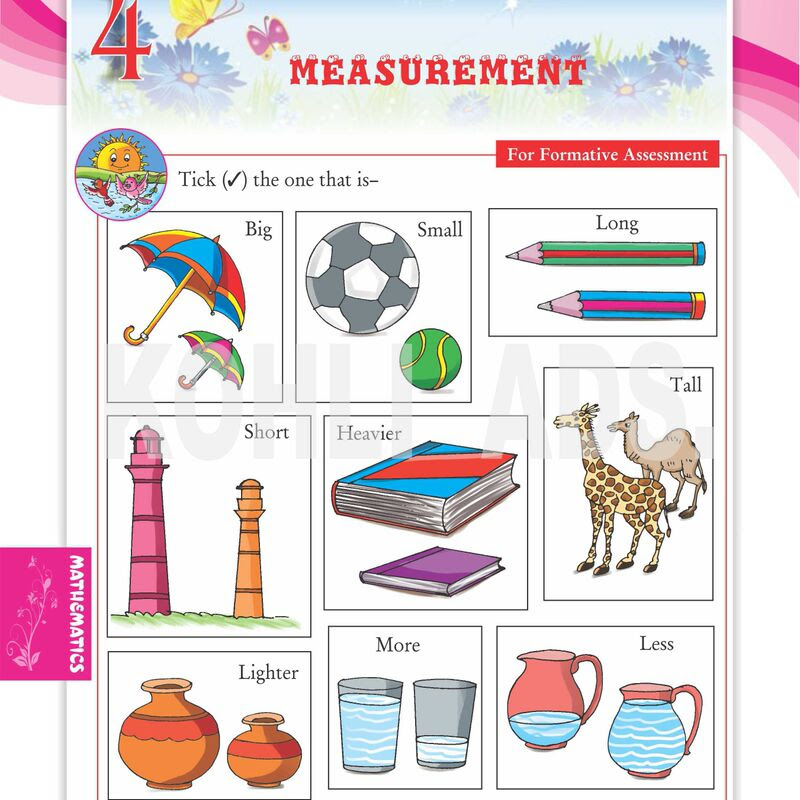 4
MEASUREMENT
For Formative Assessment
Tick (✓) the one that is–
Big
Small
Long
Tall
Short
Heavier
Lighter
More
Less
MATHEMATICS
KOHLI ADS.